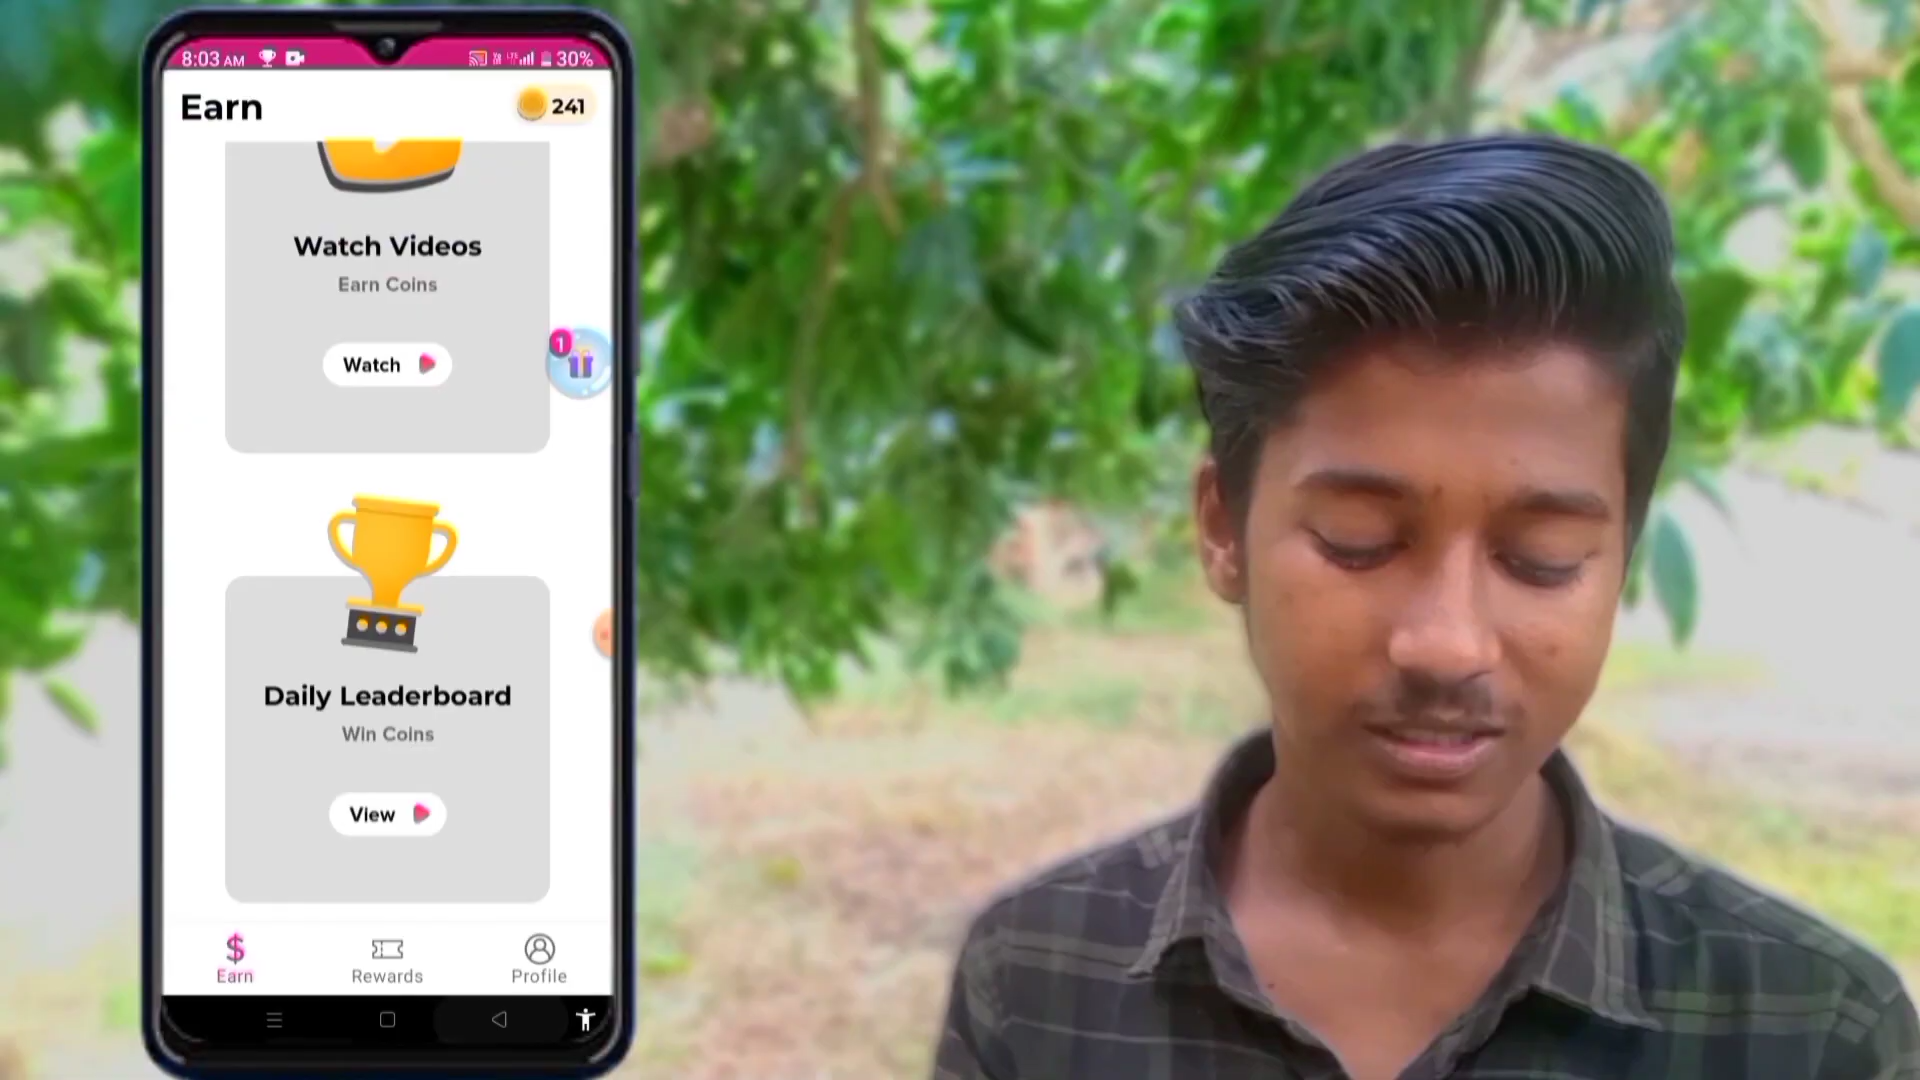 8:03 AM
30%
Earn
241
Watch Videos
Earn Coins
1
Watch
Daily Leaderboard
Win Coins
View
Earn
Rewards
Profile